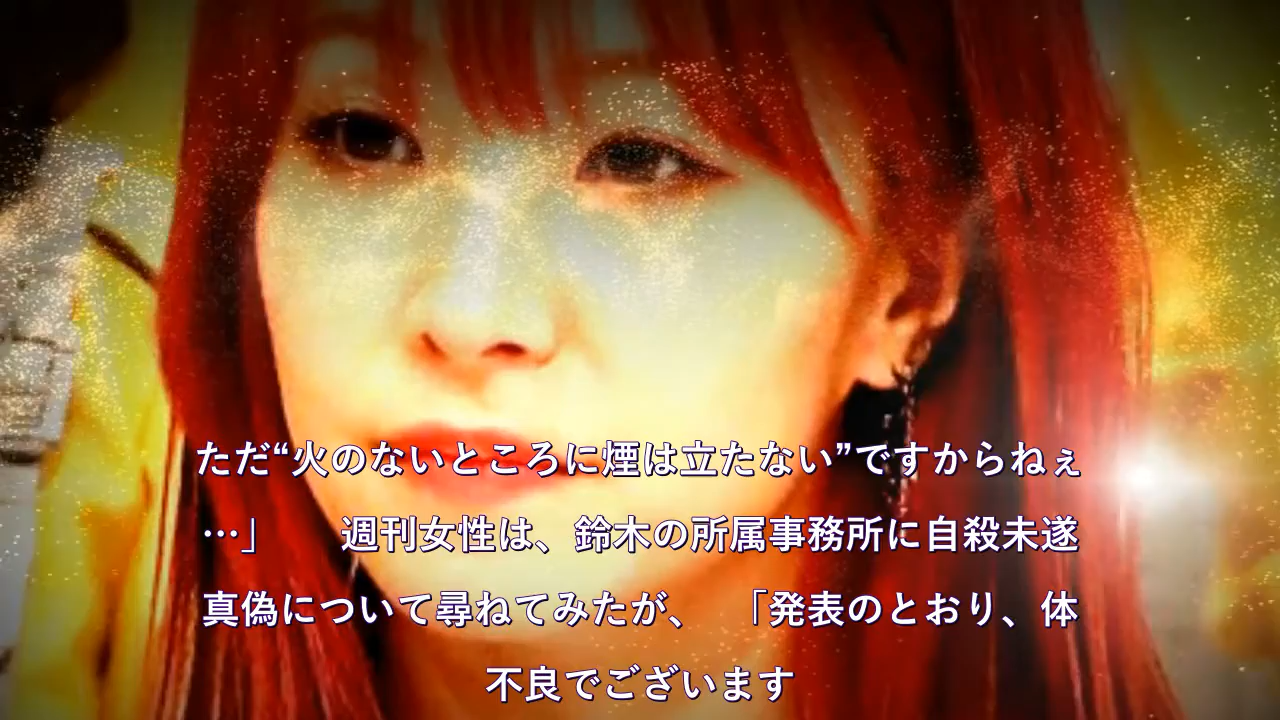 ただ“火のないところに煙は立たない”ですからねぇ
…」　　週刊女性は、鈴木の所属事務所に自殺未遂
真偽について尋ねてみたが、　「発表のとおり、体
不良でございます